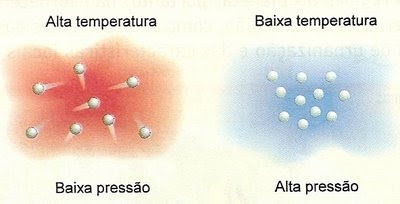 Alta temperatura
Baixa temperatura
Baixa pressão
Alta pressão